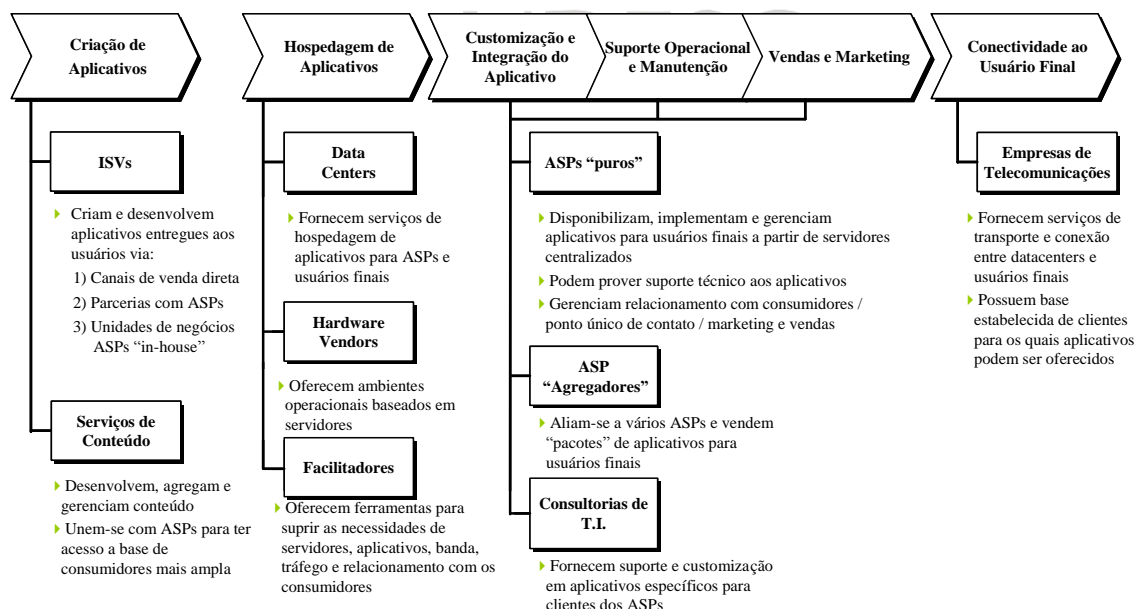 Criação de
Aplicativos
Hospedagem de
Aplicativos
Customização e
Integração do
Aplicativo
Suporte Operacional
e Manutenção
Vendas e Marketing
Conectividade ao
Usuário Final
ISVs
Criam e desenvolvem
aplicativos entregues aos
usuários via:
1) Canais de venda direta
2) Parcerias com ASPs
3) Unidades de negócios
ASPs “in-house”
Serviços de
Conteúdo
Desenvolvem, agregam e
gerenciam conteúdo
Unem-se com ASPs para ter
acesso a base de
consumidores mais ampla
Data
Centers
Fornecem serviços de
hospedagem de
aplicativos para ASPs e
usuários finais
Hardware
Vendors
Oferecem ambientes
operacionais baseados em
servidores
Facilitadores
Oferecem ferramentas para
suprir as necessidades de
servidores, aplicativos, banda,
tráfego e relacionamento com os
consumidores
ASPs “puros”
Disponibilizam, implementam e gerenciam
aplicativos para usuários finais a partir de servidores
centralizados
Podem prover suporte técnico aos aplicativos
Gerenciam relacionamento com consumidores /
ponto único de contato / marketing e vendas
ASP
“Agregadores”
Aliam-se a vários ASPs e vendem
“pacotes” de aplicativos para
usuários finais
Consultorias de
T.I.
Fornecem suporte e customização
em aplicativos específicos para
clientes dos ASPs
Empresas de
Telecomunicações
Fornecem serviços de
transporte e conexão
entre datacenters e
usuários finais
Possuem base
estabelecida de clientes
para os quais aplicativos
podem ser oferecidos